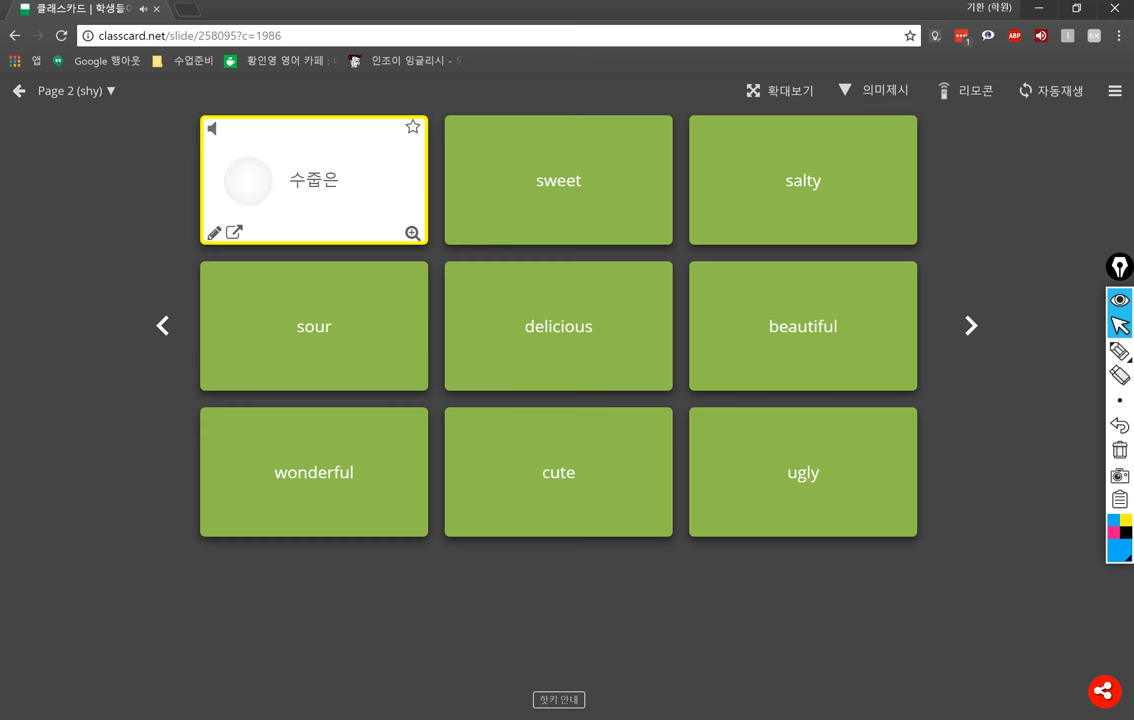 클래스카드 | 학생들이
기환 (학원)
classcard.net/slide/258095?c=1986
1
ABP
앱
Google 행아웃
수업준비
황인영 영어 카페 :
인조이 잉글리시 -
Page 2 (shy) ▼
확대보기
의미제시
리모콘
자동재생
수줍은
sweet
salty
sour
delicious
beautiful
wonderful
cute
ugly
핫키 안내